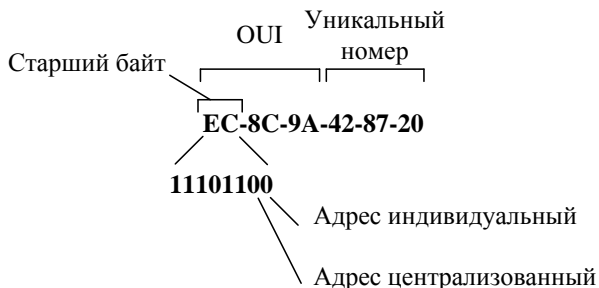 OUI
Уникальный
номер
Старший байт
EC-8C-9A-42-87-20
11101100
Адрес индивидуальный
Адрес централизованный